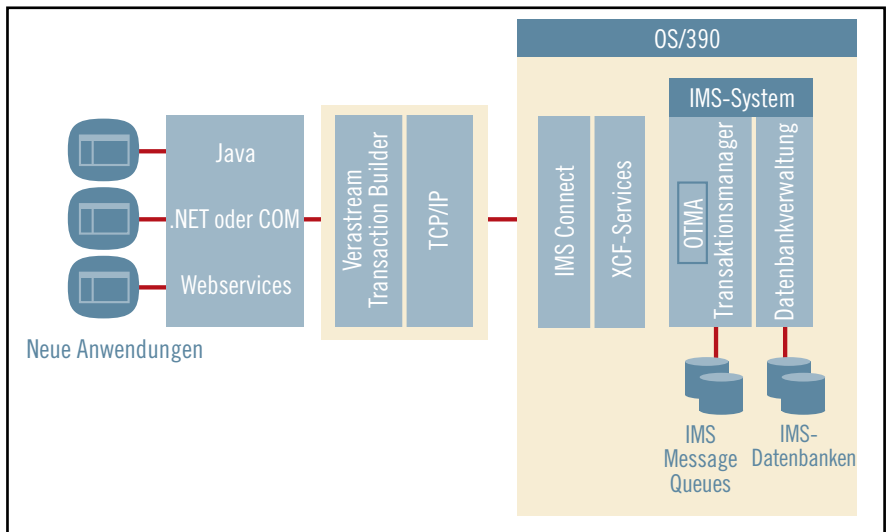 OS/390
IMS-System
Java
.NET oder COM
Webservices
Neue Anwendungen
Verastream
Transaction Builder
TCP/IP
IMS Connect
XCF-Services
OTMA
Transaktionsmanager
Datenbankverwaltung
IMS
Message
Queues
IMS-
Datenbanken